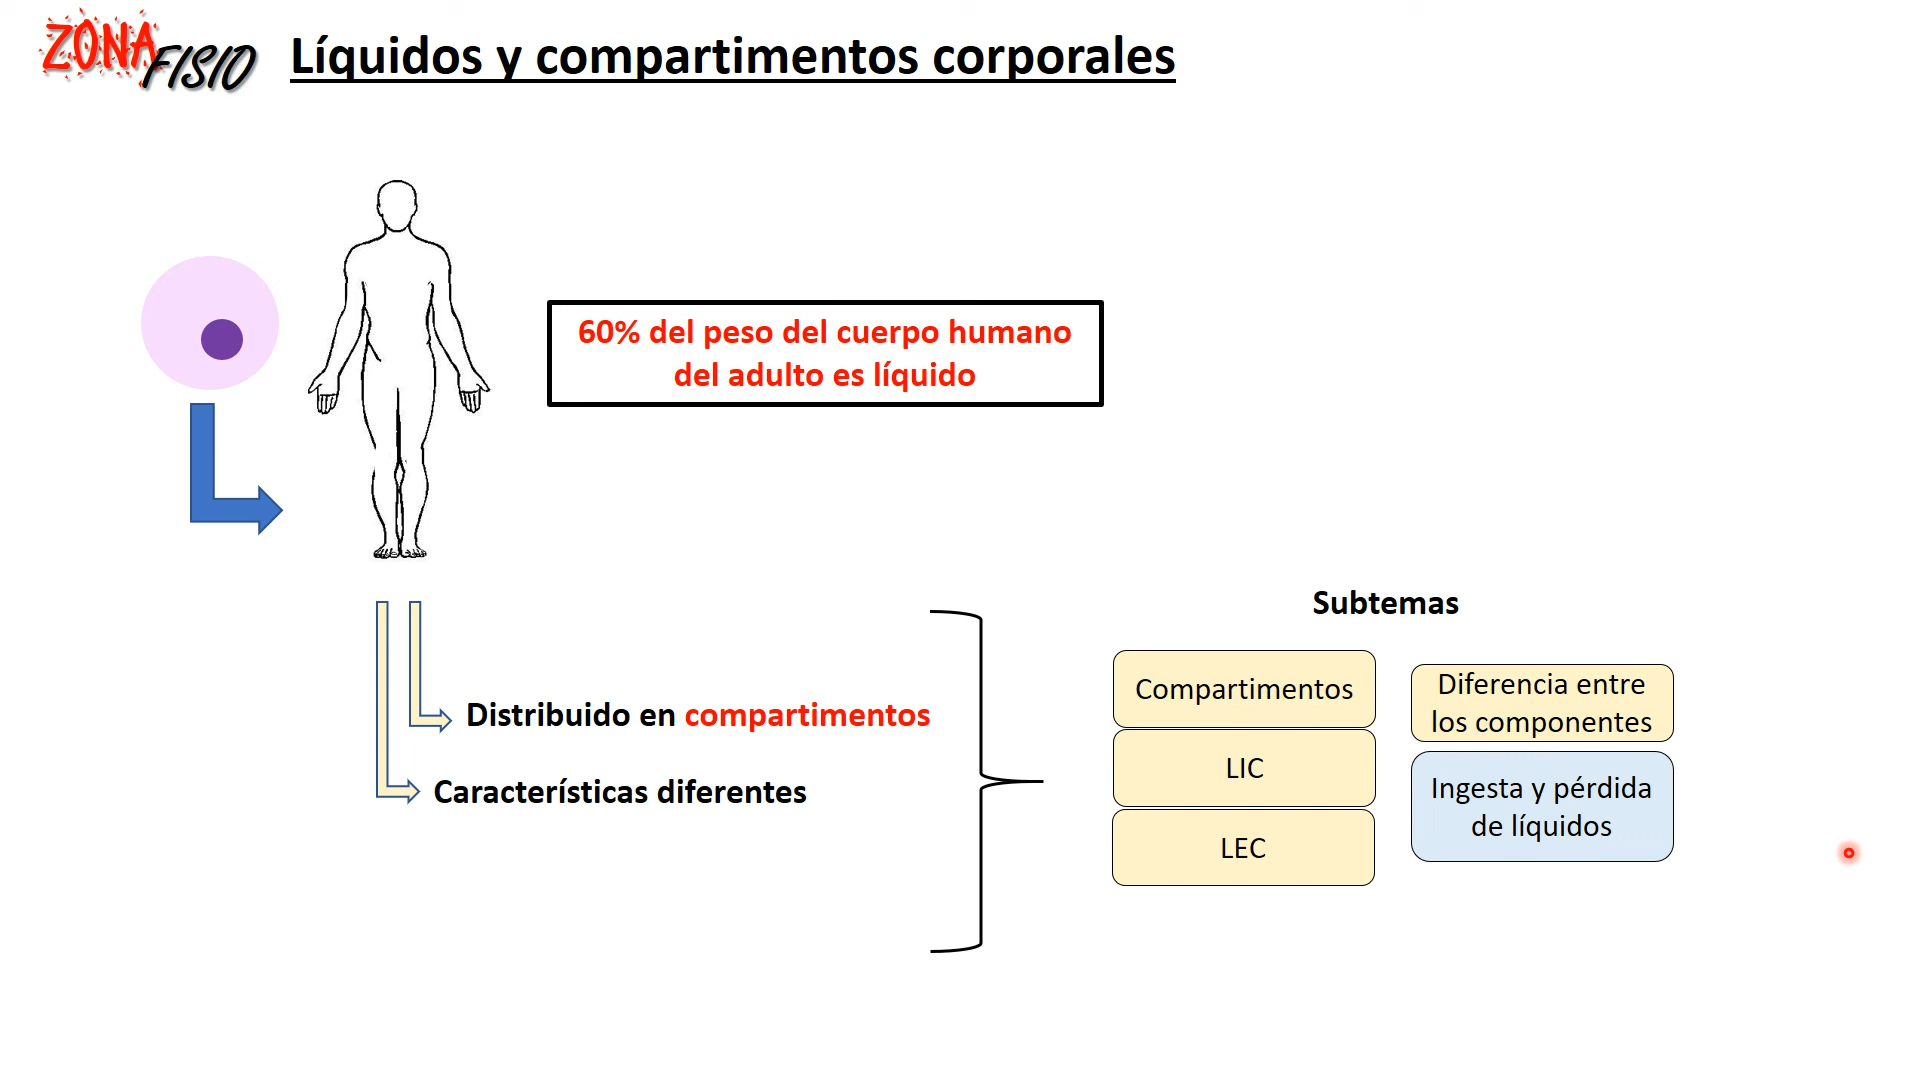 ZONA
FISIO
Líquidos y compartimentos corporales
60% del peso del cuerpo humano
del adulto es líquido
Distribuido en compartimentos
Características diferentes
Subtemas
Compartimentos
LIC
LEC
Diferencia entre
los componentes
Ingesta y pérdida
de líquidos